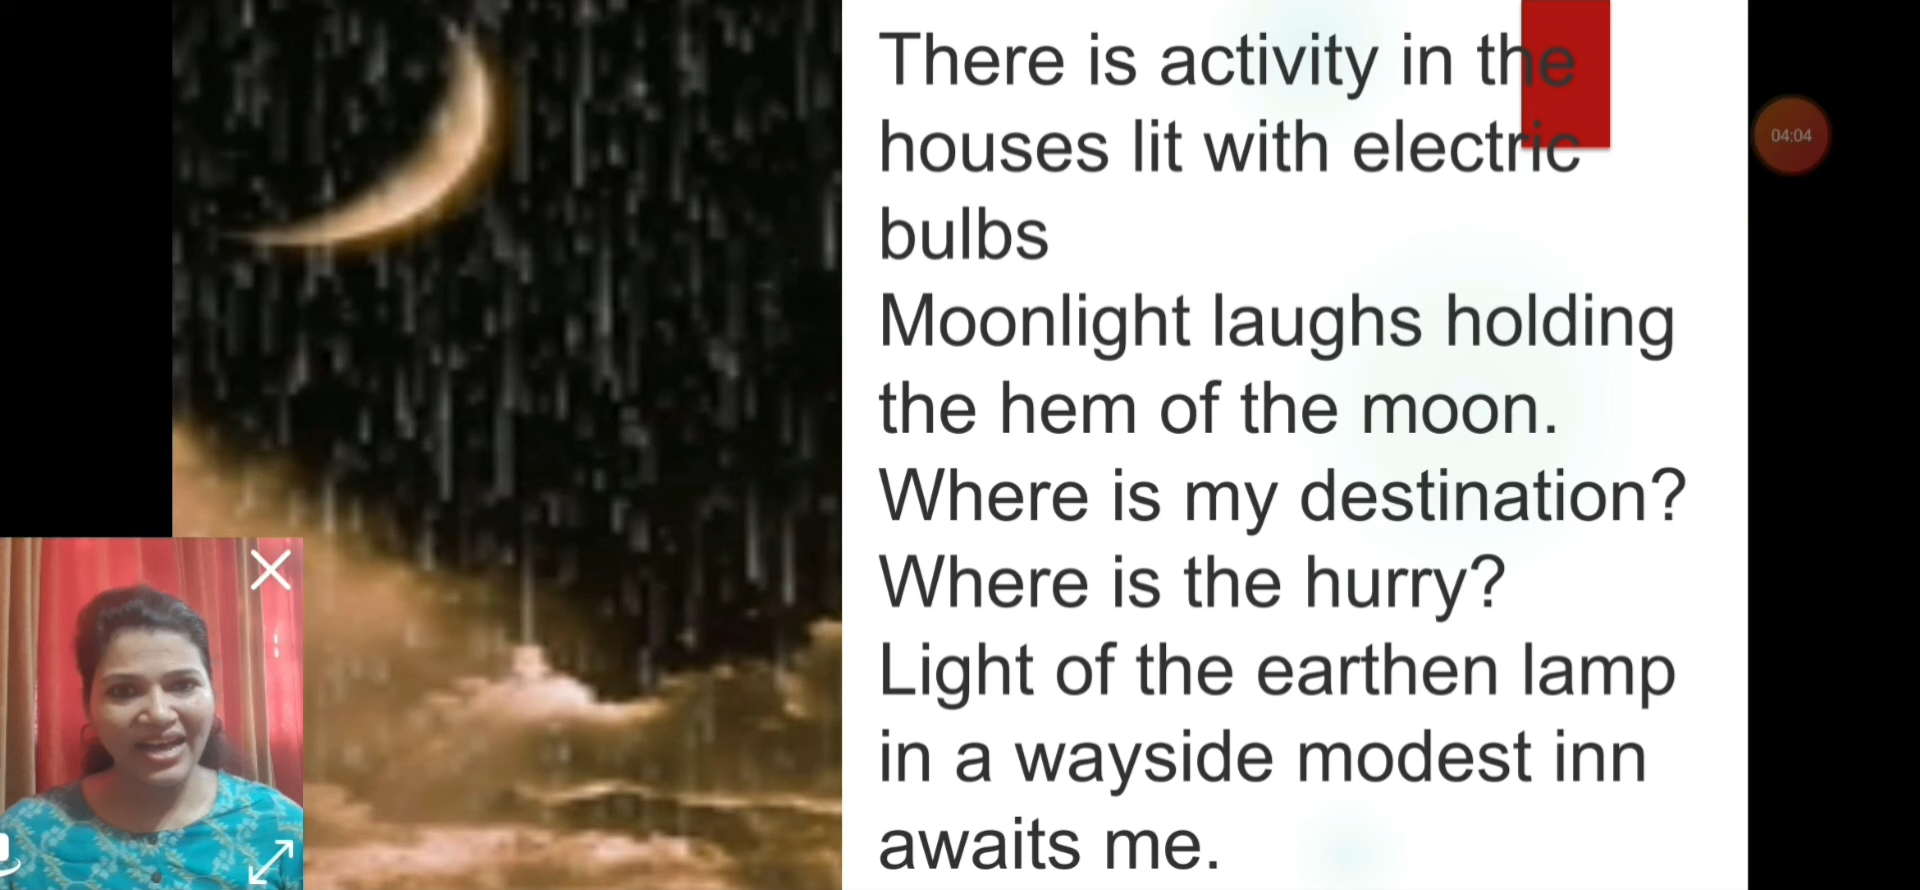 There is activity in the
houses lit with electric
bulbs
Moonlight laughs holding
the hem of the moon.
Where is my destination?
Where is the hurry?
Light of the earthen lamp
in a wayside modest inn
awaits me.
04:04